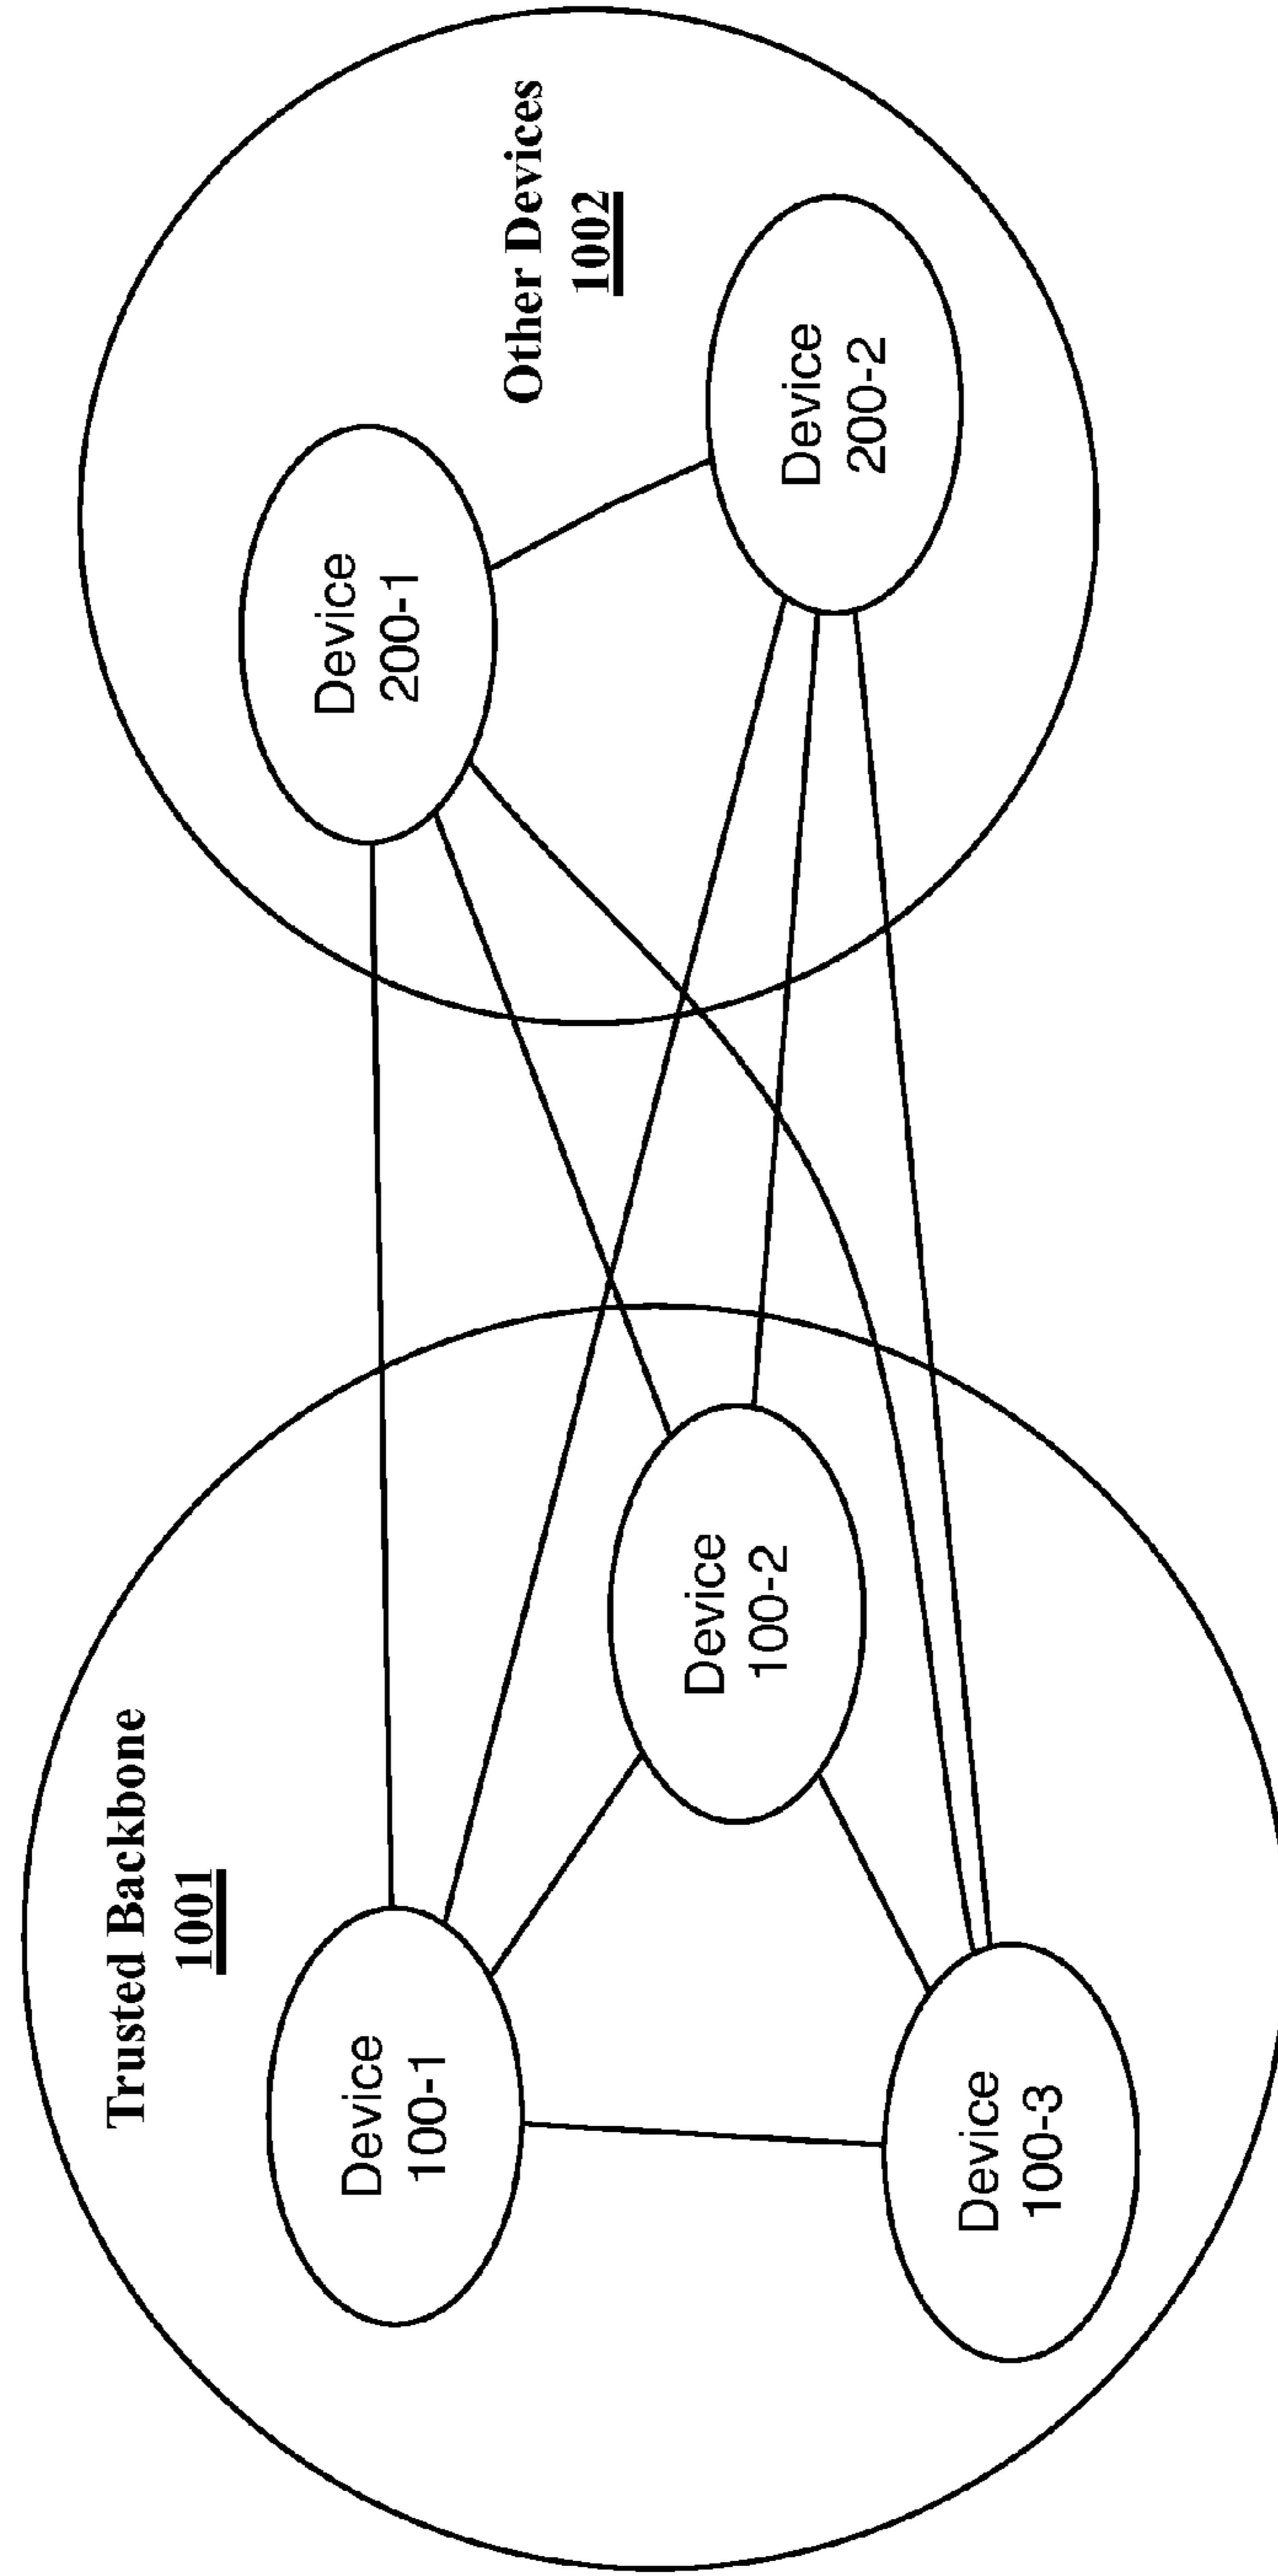 Trusted Backbone
1001
Device
100-1
Device
100-2
Device
100-3
Other Devices
1002
Device
200-1
Device
200-2